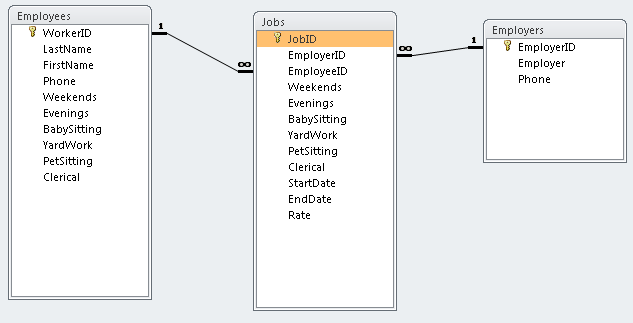 Employees
WorkerID
LastName
FirstName
Phone
Weekends
Evenings
BabySitting
YardWork
PetSitting
Clerical
1
∞
Jobs
JobID
EmployerID
EmployeeID
Weekends
Evenings
BabySitting
YardWork
PetSitting
Clerical
StartDate
EndDate
Rate
∞
1
Employers
EmployerID
Employer
Phone